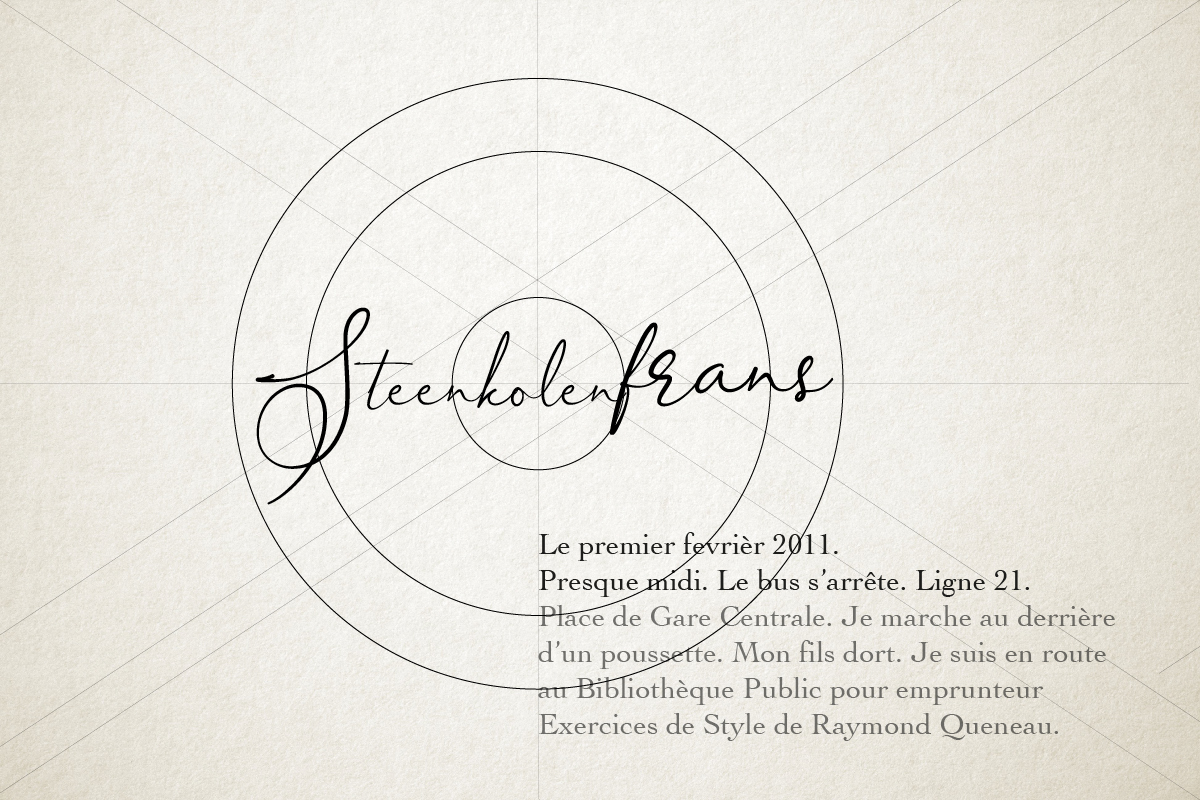 Steenkolenfrans
Le premier fevrièr 2011.
Presque midi. Le bus s’arrête. Ligne 21.
Place de Gare Centrale. Je marche au derrière
d’un poussette. Mon fils dort. Je suis en route
au Bibliothèque Public pour emprunteur
Exercices de Style de Raymond Queneau.